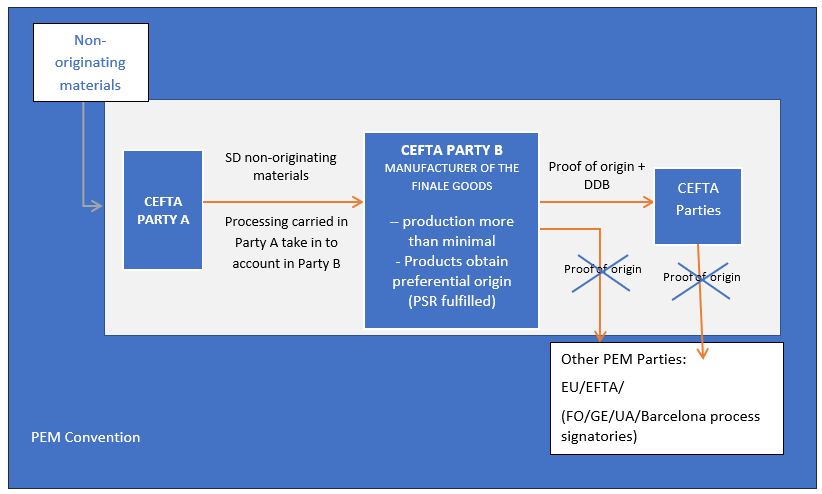 Non-
originating
materials
CEFTA
PARTY A
SD non-originating
materials
Processing carried in
Party A take in to
account in Party B
CEFTA PARTY B
MANUFACTURER OF THE
FINALE GOODS
-- production more
than minimal
- Products obtain
preferential origin
(PSR fulfilled)
Proof of origin +
DDB
CEFTA
Parties
Proof of origin
Proof of origin
Other PEM Parties:
EU/EFTA/
(FO/GE/UA/Barcelona process
signatories)
PEM Convention